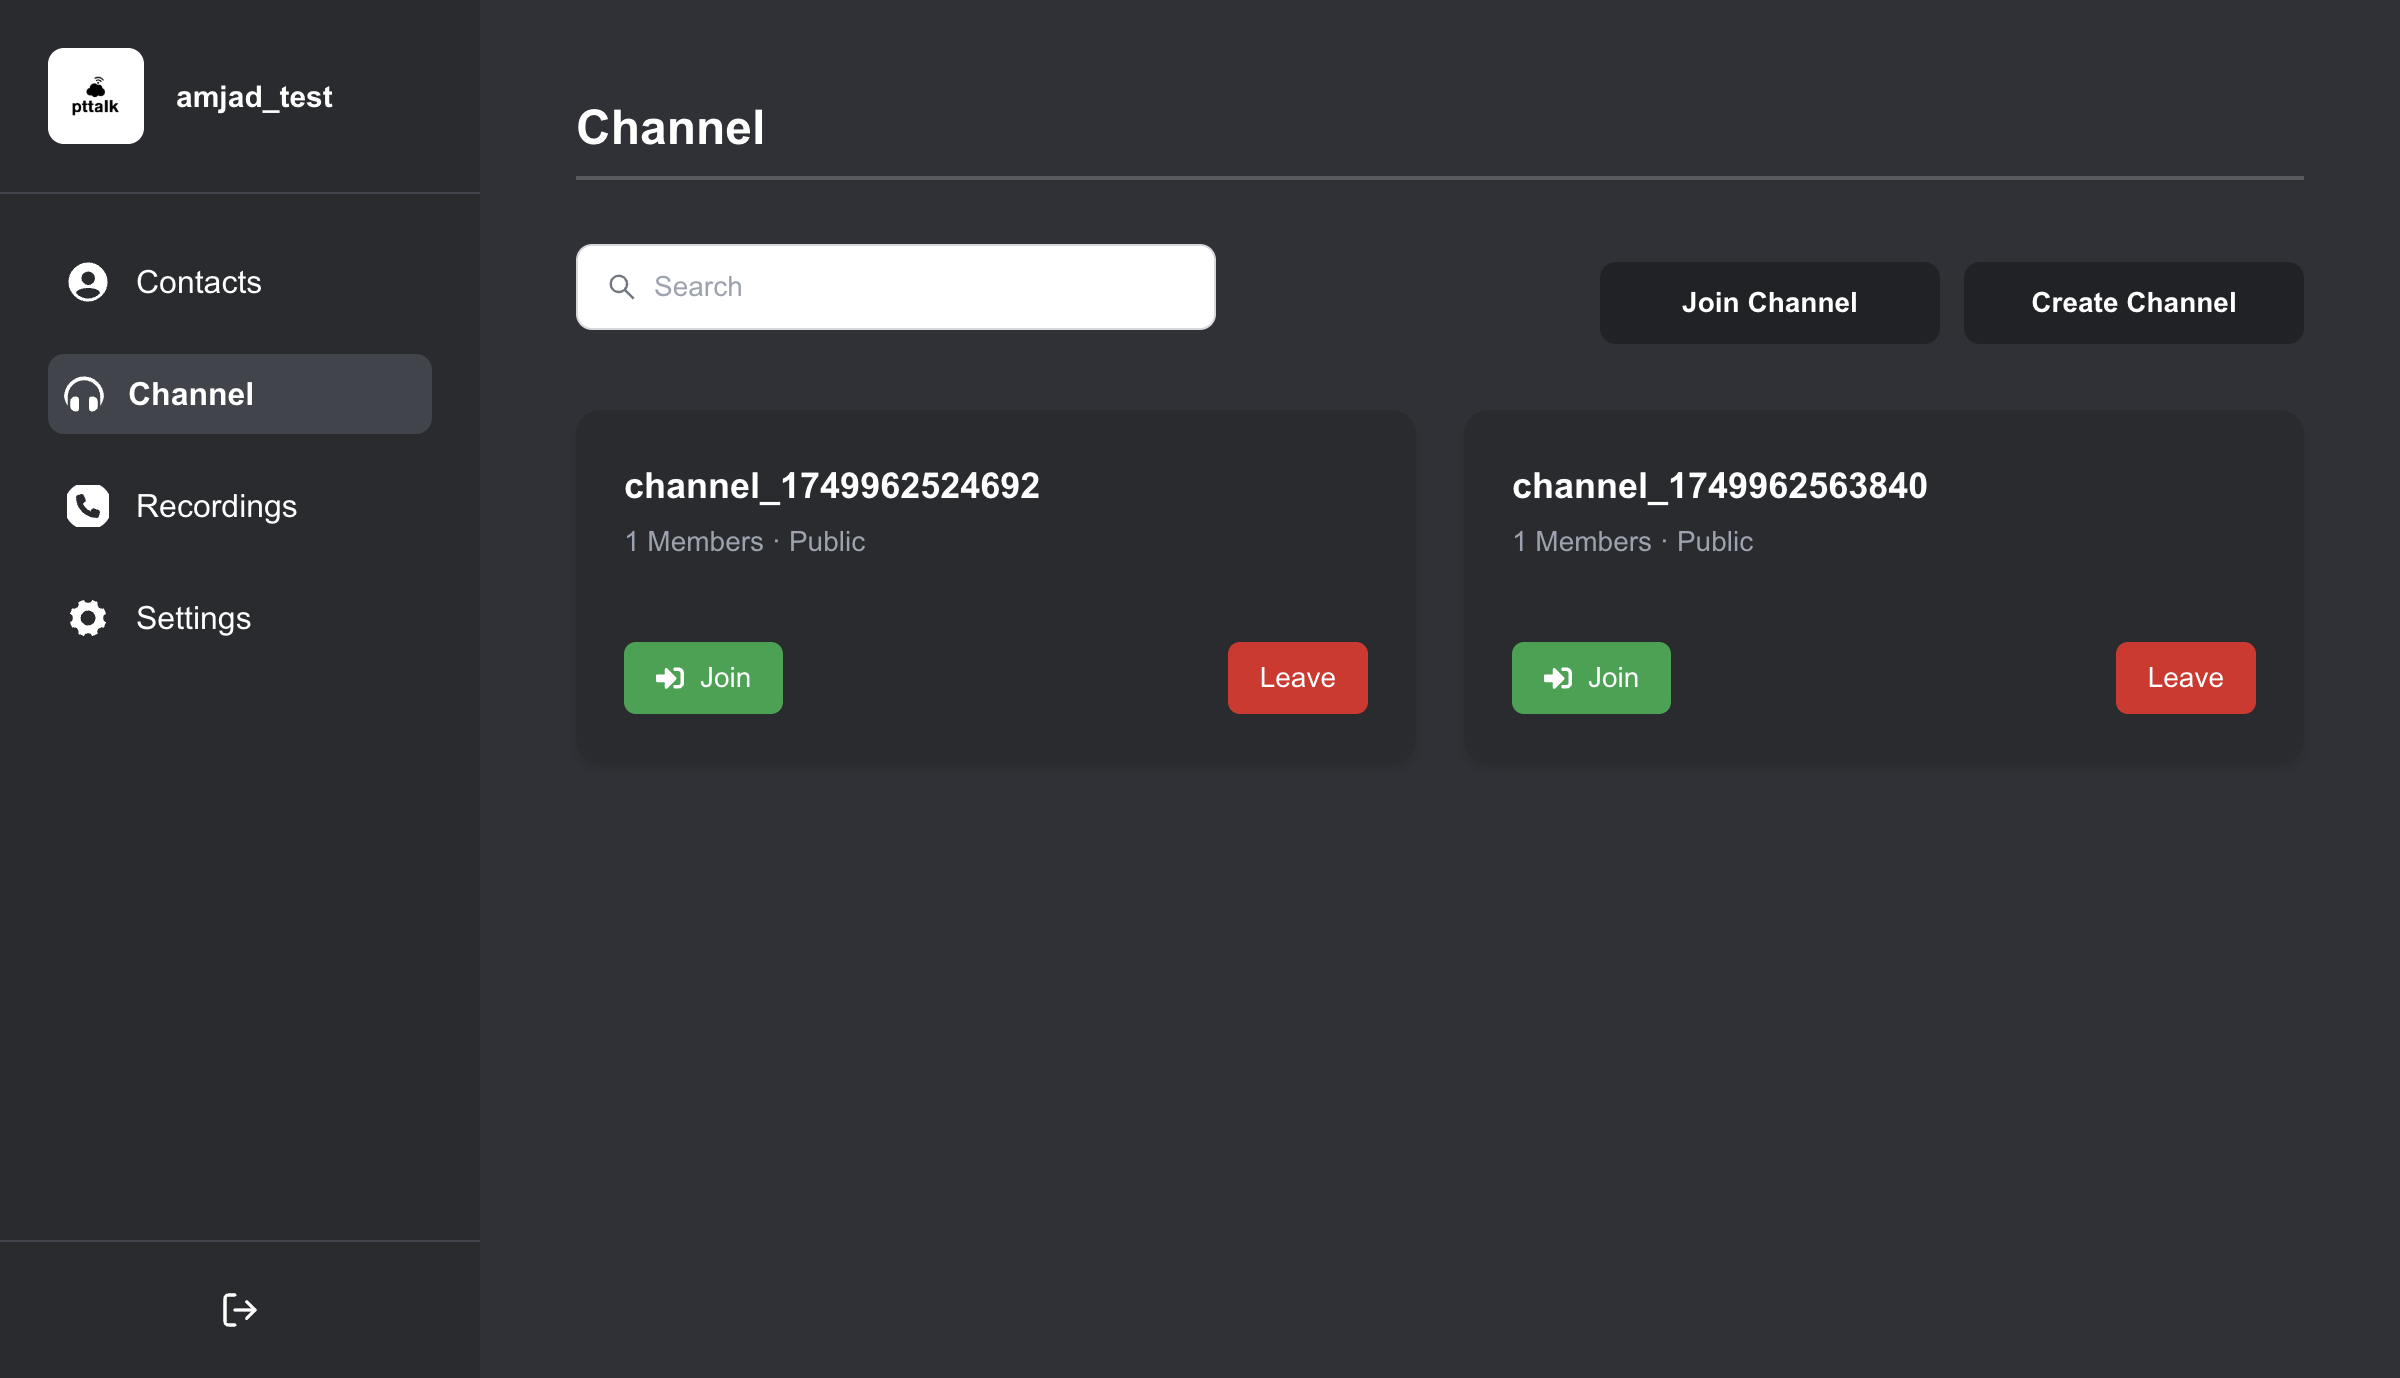 pttalk
amjad_test
Contacts
Channel
Recordings
Settings
Channel
Search
Join Channel
Create Channel
channel_1749962524692
1 Members · Public
Join
Leave
channel_1749962563840
1 Members · Public
Join
Leave